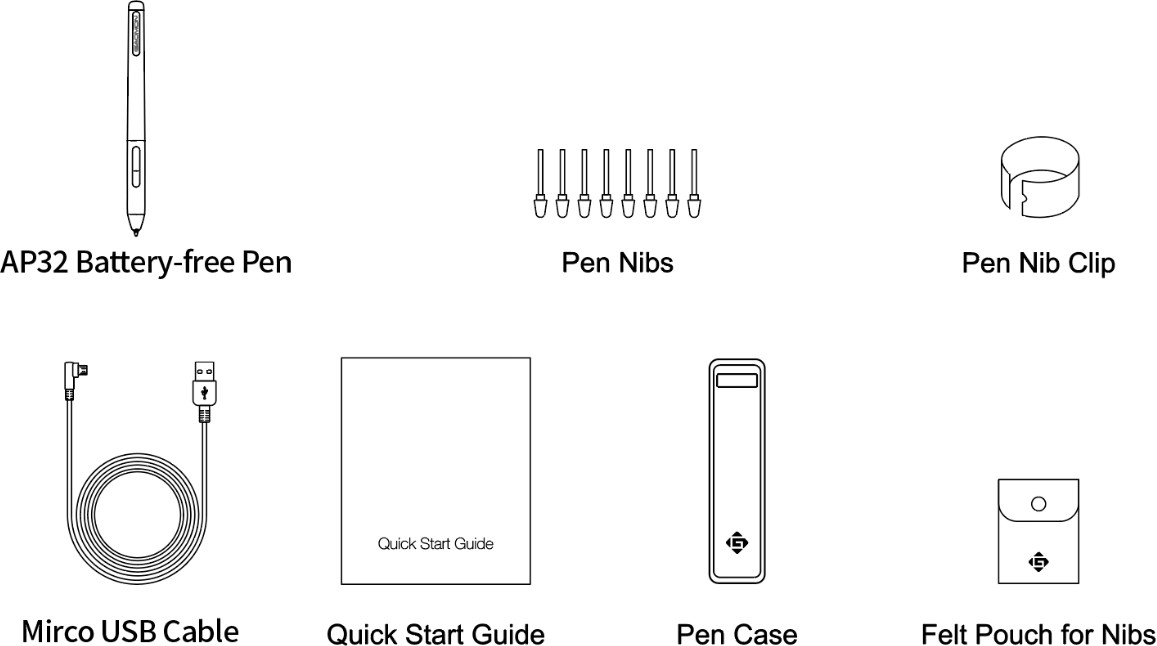 GAOMON
AP32 Battery-free Pen
Pen Nibs
Pen Nib Clip
Quick Start Guide
Mirco USB Cable
Quick Start Guide
Pen Case
Felt Pouch for Nibs